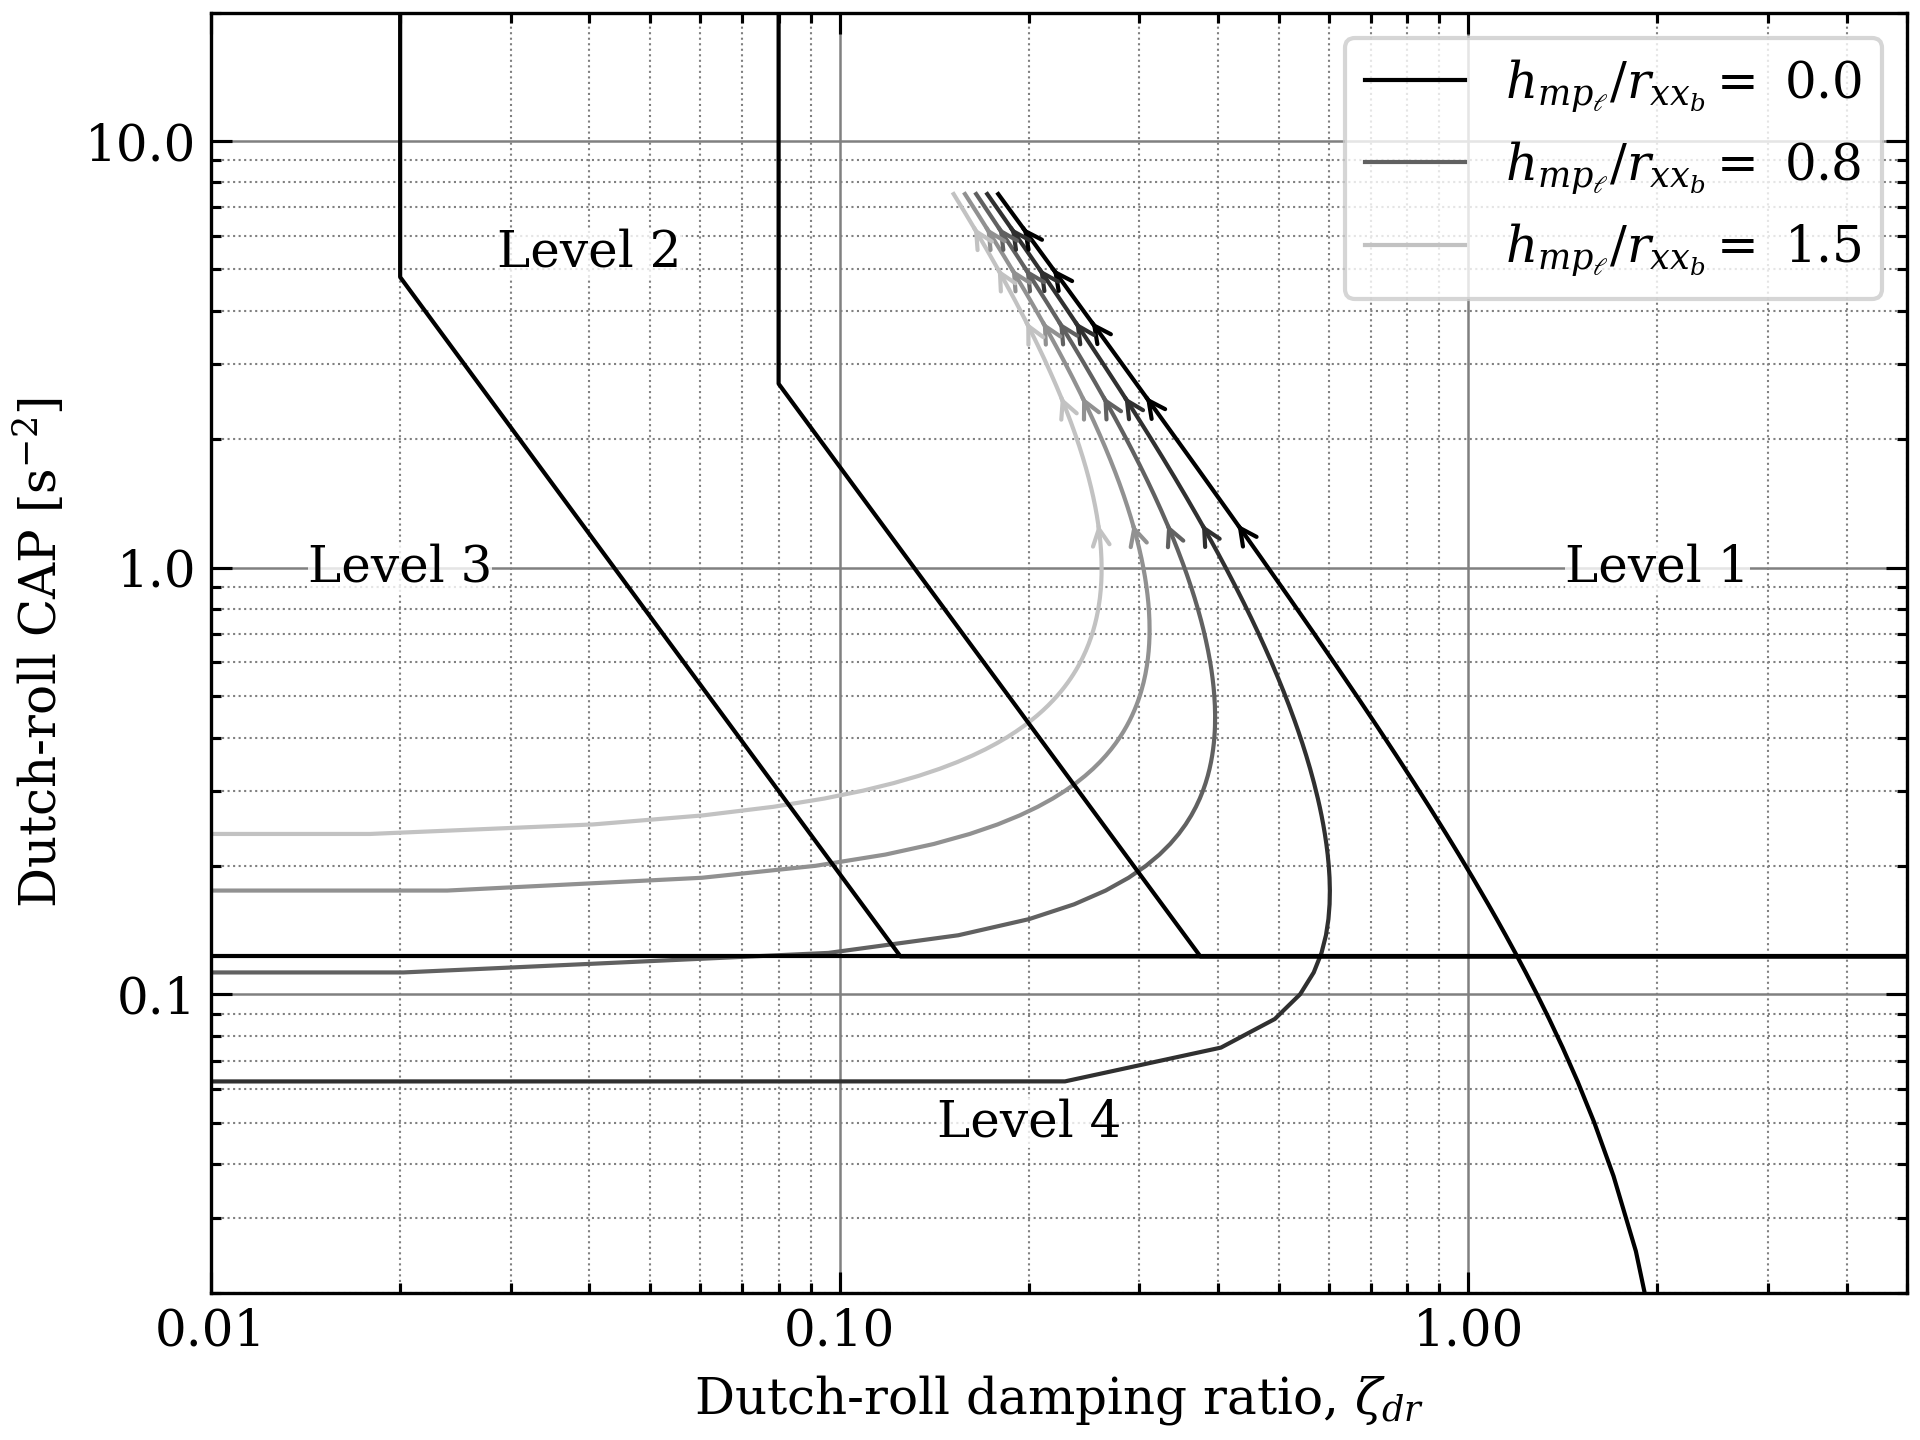 h_{mp_ℓ}/r_{xx_b} = 0.0
h_{mp_ℓ}/r_{xx_b} = 0.8
h_{mp_ℓ}/r_{xx_b} = 1.5
10.0
1.0
0.1
Dutch-roll CAP [s⁻²]
Level 2
Level 3
Level 1
Level 4
0.01
0.10
1.00
Dutch-roll damping ratio, ζ_{dr}